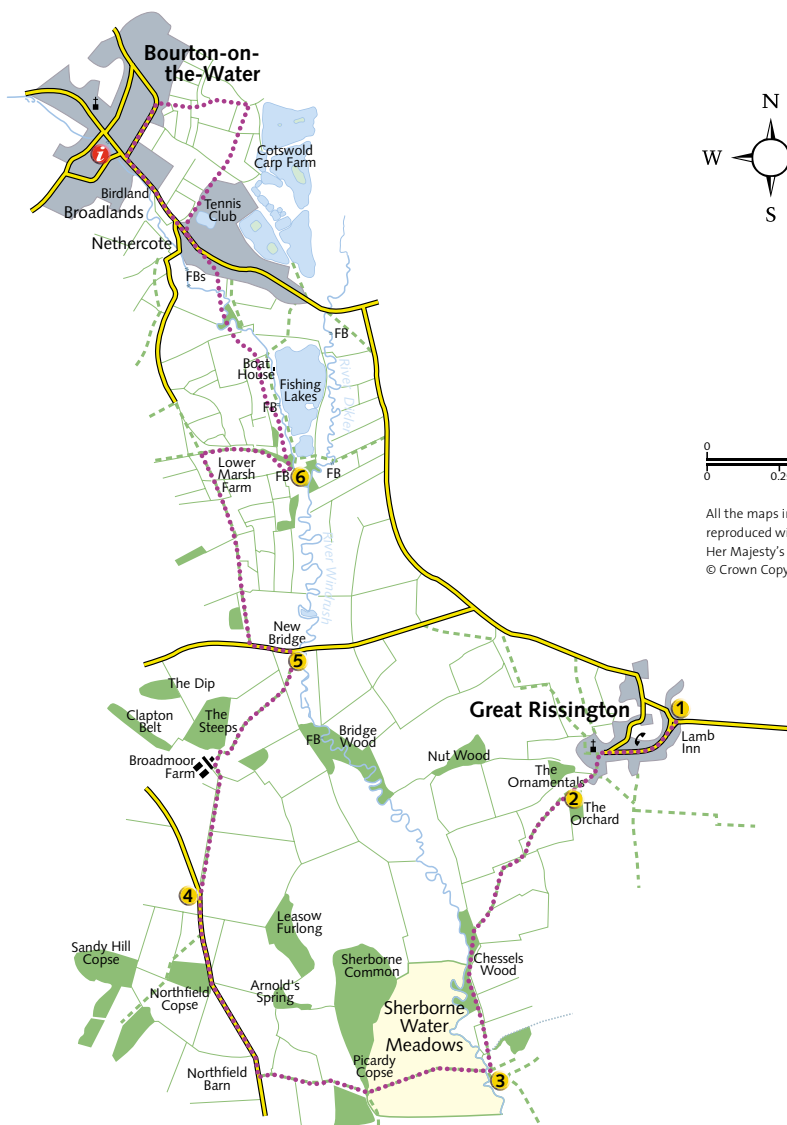 Bourton-on-
the-Water
N
W
S
Cotswold
Carp Farm
i
Birdland
Broadlands
Tennis
Club
Nethercote
FBs
FB
River Dikler
Boat
House
Fishing
Lakes
FB
0
0
Lower
Marsh
Farm
FB
6
FB
All the maps i
reproduced wi
Her Majesty's
© Crown Copy
River Windrush
New
Bridge
5
The Dip
Clapton
Belt
The
Steeps
Great Rissington
1
Lamb
Inn
FB
Bridge
Wood
Nut Wood
Broadmoor
Farm
The
Ornamentals
2
The
Orchard
4
Leasow
Furlong
Sandy Hill
Copse
Sherborne
Common
Chessels
Wood
Northfield
Copse
Arnold's
Spring
Sherborne
Water
Meadows
Picardy
Copse
Northfield
Barn
3